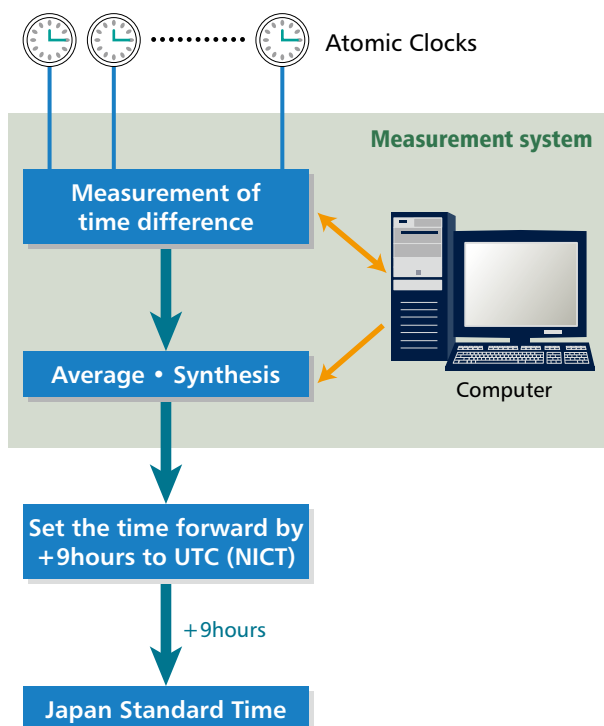 Atomic Clocks
Measurement system
Measurement of
time difference
Average • Synthesis
Computer
Set the time forward by
+9hours to UTC (NICT)
+9hours
Japan Standard Time